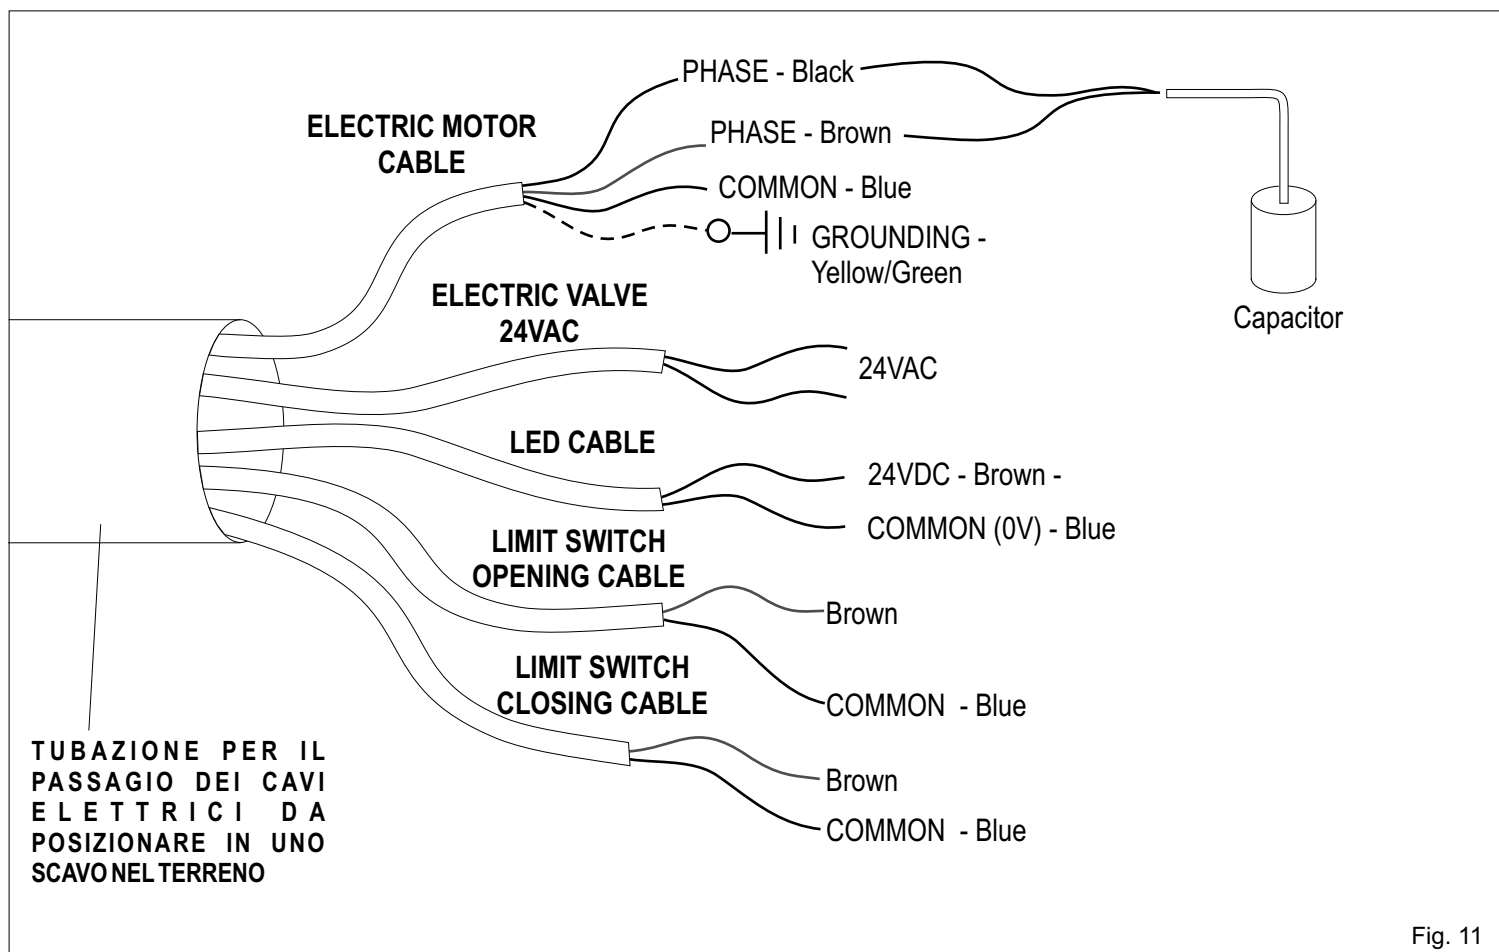 PHASE - Black
ELECTRIC MOTOR
CABLE
PHASE - Brown
COMMON - Blue
GROUNDING -
Yellow/Green
Capacitor
ELECTRIC VALVE
24VAC
24VAC
LED CABLE
24VDC - Brown -
COMMON (0V) - Blue
LIMIT SWITCH
OPENING CABLE
Brown
COMMON - Blue
LIMIT SWITCH
CLOSING CABLE
Brown
COMMON - Blue
TUBAZIONE PER IL
PASSAGIO DEI CAVI
ELETTRICI DA
POSIZIONARE IN UNO
SCAVO NEL TERRENO
Fig. 11